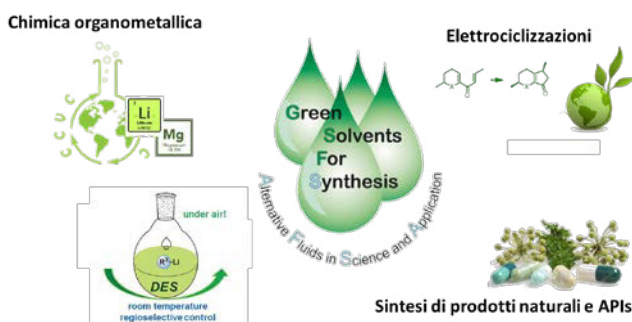 Chimica organometallica
Li
Mg
Green
Solvents
For
Synthesis
Alternative Fluids in Science and Application
Elettrociclizzazioni
under air!
R-Li
DES
room temperature
regioselective control
Sintesi di prodotti naturali e APIs